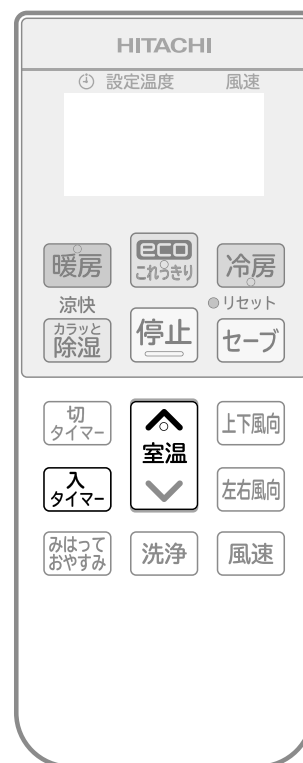 HITACHI
設定温度 風速
暖房
eco
これっきり
冷房
涼快
カラッと
除湿
停止
リセット
セーブ
切
タイマー
室温
上下風向
入
タイマー
左右風向
みはって
おやすみ
洗浄
風速